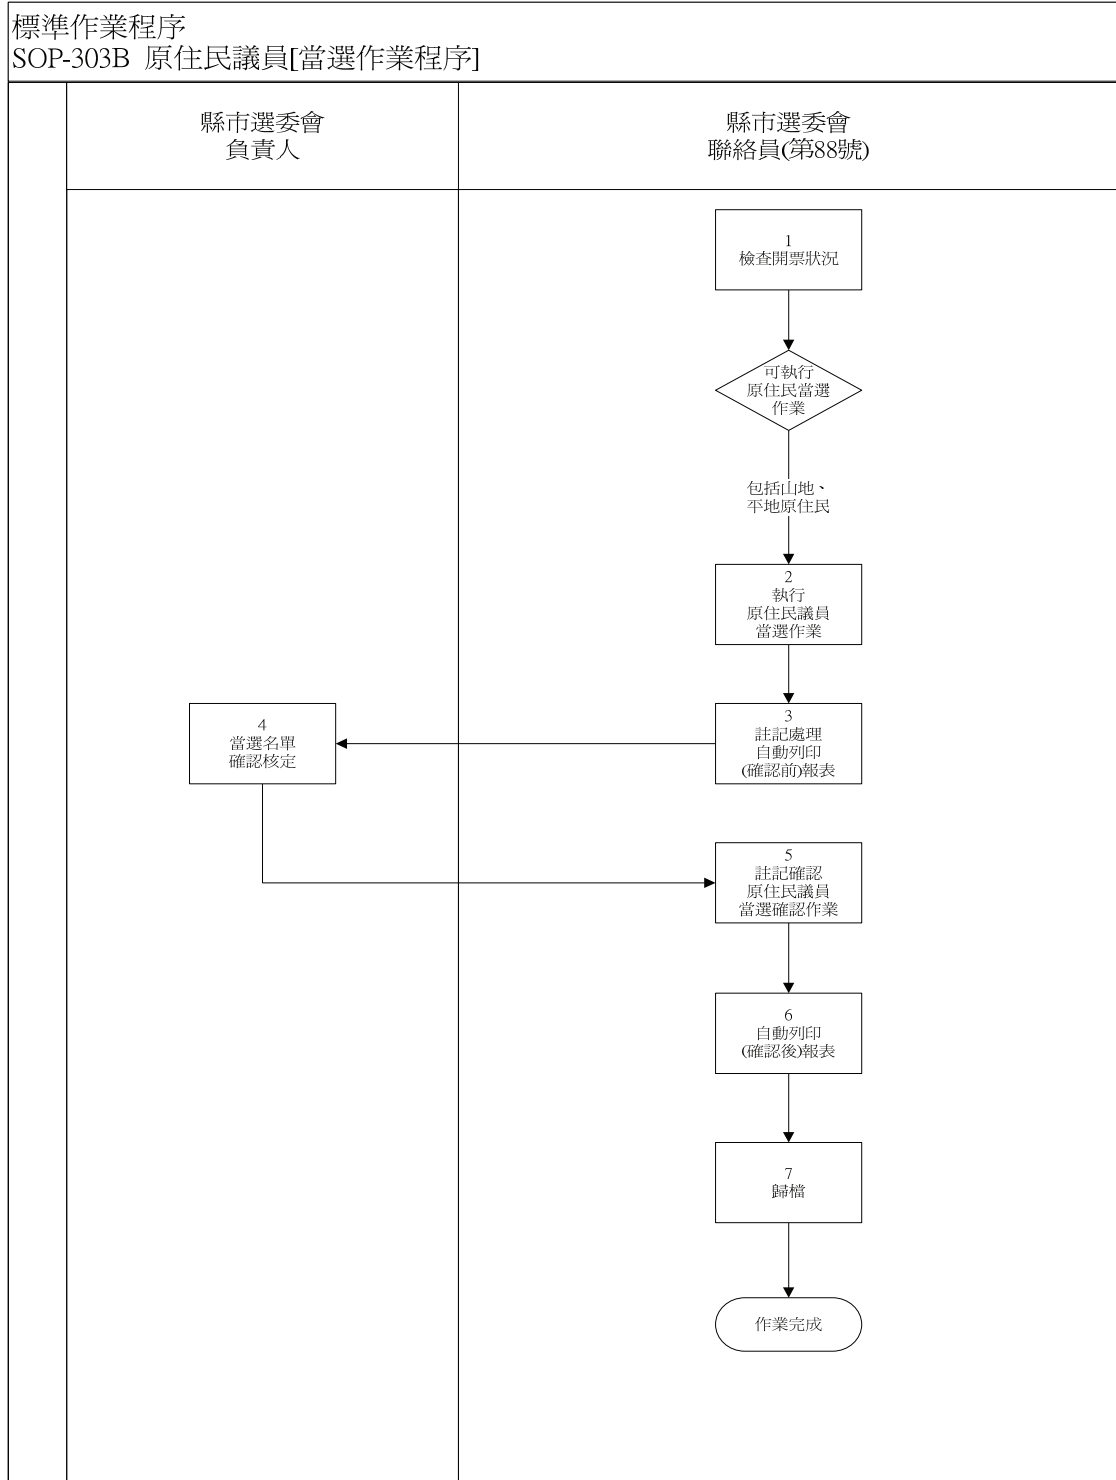 標準作業程序
SOP-303B 原住民議員[當選作業程序]
縣市選委會
負責人
縣市選委會
聯絡員(第88號)
1
檢查開票狀況
可執行
原住民當選
作業
包括山地、
平地原住民
2
執行
原住民議員
當選作業
3
註記處理
自動列印
(確認前)報表
4
當選名單
確認核定
5
註記確認
原住民議員
當選確認作業
6
自動列印
(確認後)報表
7
歸檔
作業完成